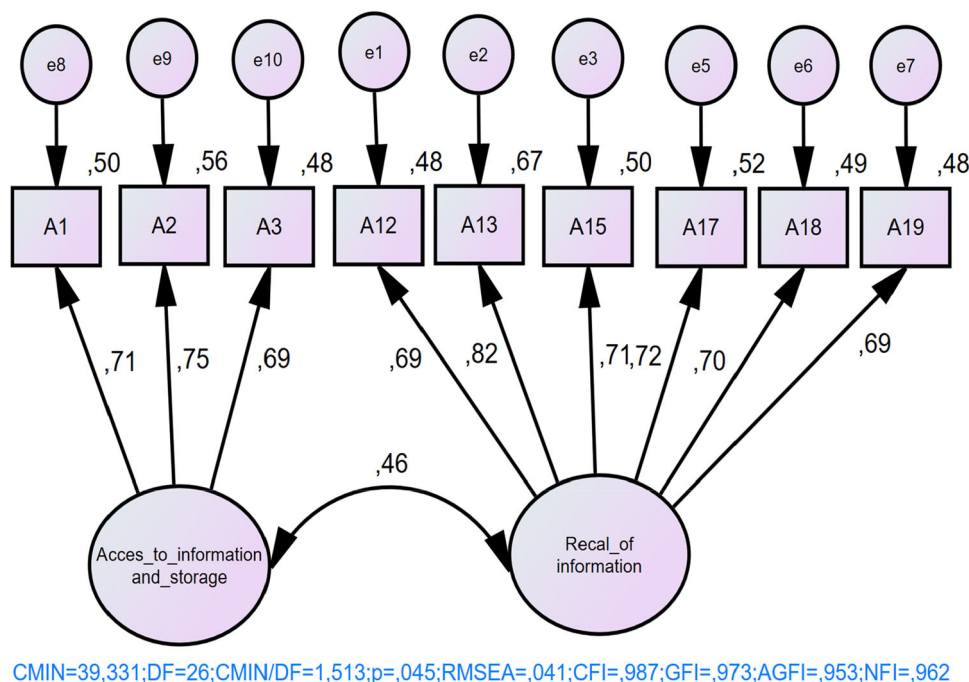 e8 e9 e10 e1 e2 e3 e5 e6 e7
,50 ,56 ,48 ,48 ,67 ,50 ,52 ,49 ,48
A1 A2 A3 A12 A13 A15 A17 A18 A19
,71 ,75 ,69 ,69 ,82 ,71 ,72 ,70 ,69
,46
Acces_to_information
and_storage
Recal_of
information
CMIN=39,331;DF=26;CMIN/DF=1,513;p=,045;RMSEA=,041;CFI=,987;GFI=,973;AGFI=,953;NFI=,962